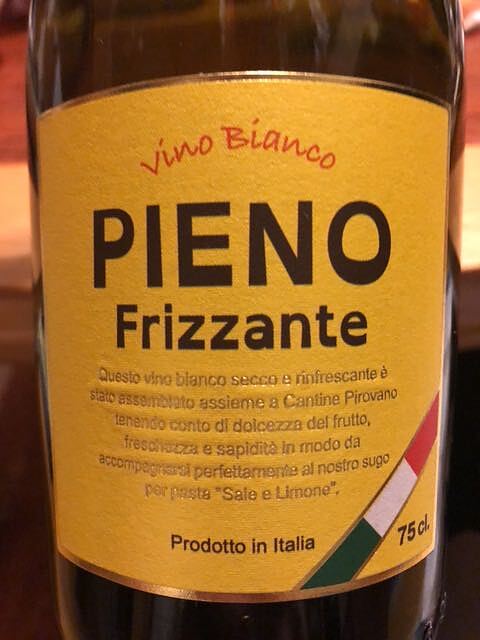 Vino Bianco
PIENO
Frizzante
Questo vino bianco secco e rinfrescante è
stato assemblato assieme a Cantine Pirovano
tenendo conto di dolcezza del frutto,
freschezza e sapidità in modo da
accompagnarsi perfettamente al nostro sugo
per pasta "Sale e Limone".
Prodotto in Italia
75 cl.